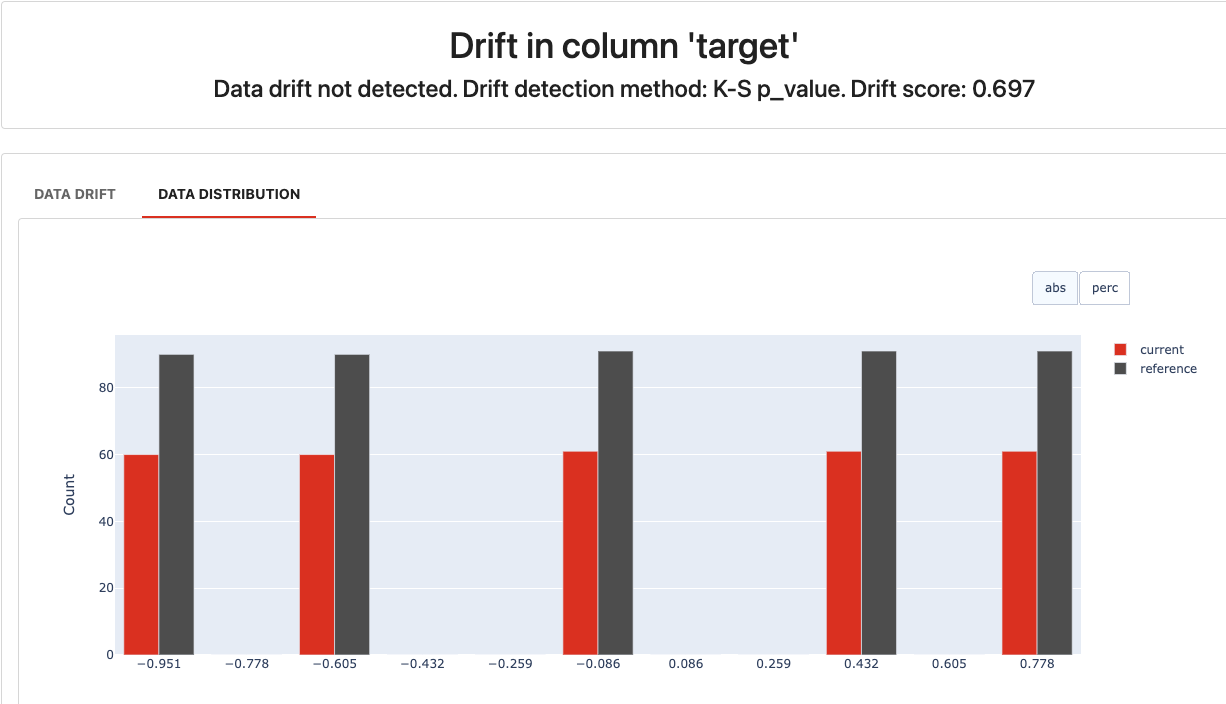 Drift in column 'target'
Data drift not detected. Drift detection method: K-S p_value. Drift score: 0.697
DATA DRIFT DATA DISTRIBUTION
abs perc
current
reference
Count
80
60
40
20
0
−0.951 −0.778 −0.605 −0.432 −0.259 −0.086 0.086 0.259 0.432 0.605 0.778